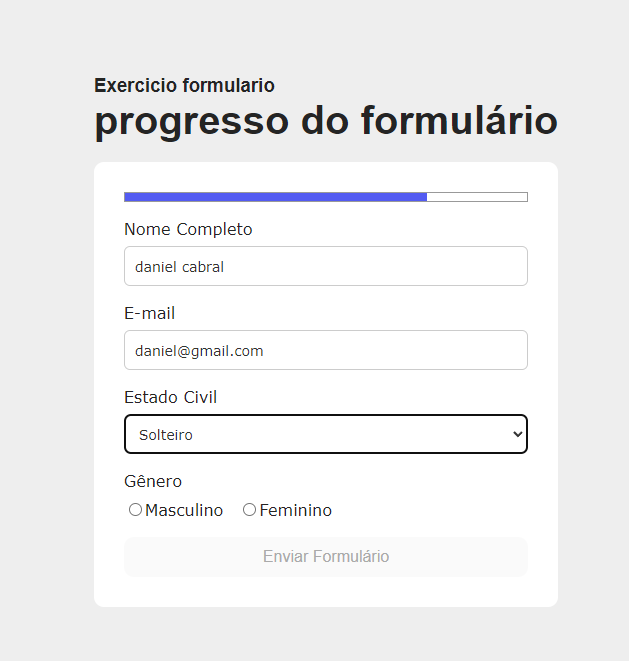 Exercicio formulario
progresso do formulário
Nome Completo
daniel cabral
E-mail
daniel@gmail.com
Estado Civil
Solteiro
Gênero
Masculino Feminino
Enviar Formulário